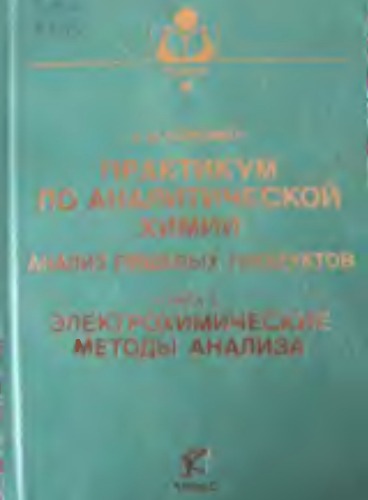 ПРАКТИКУМ
ПО АНАЛИТИЧЕСКОЙ
ХИМИИ
АНАЛИЗ ПИЩЕВЫХ ПРОДУКТОВ
ЭЛЕКТРОХИМИЧЕСКИЕ
МЕТОДЫ АНАЛИЗА